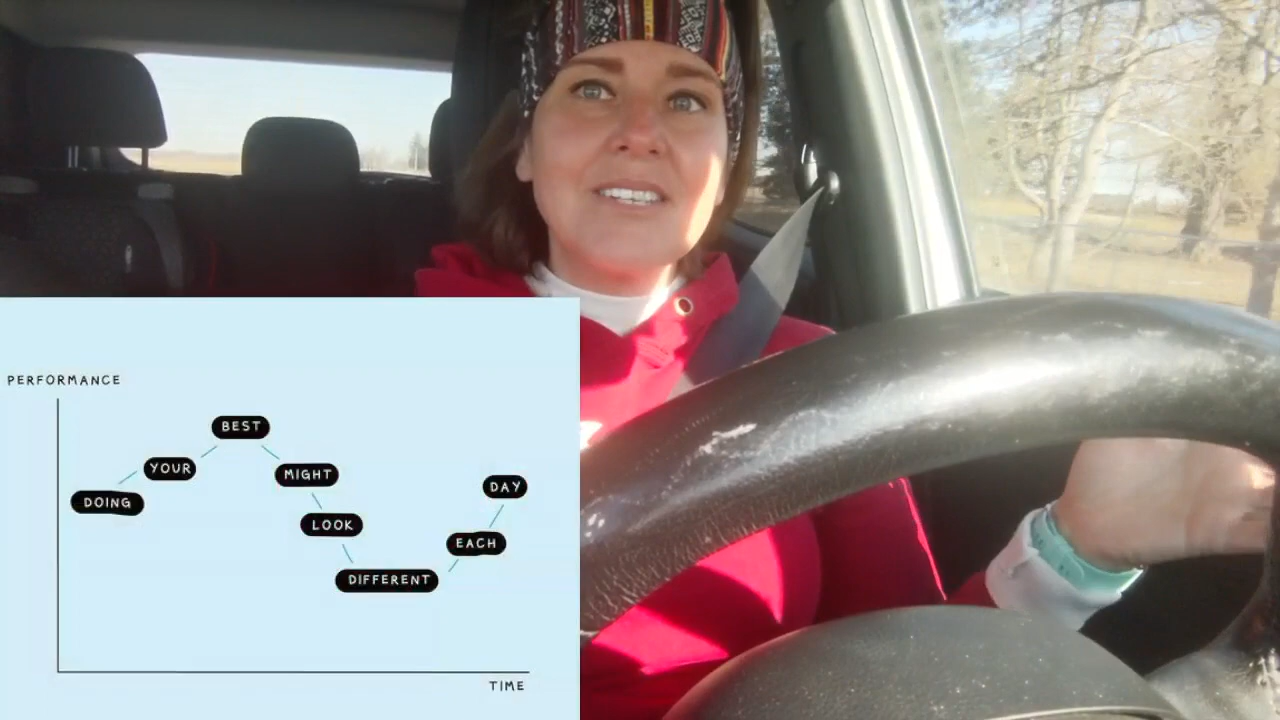 PERFORMANCE
DOING
YOUR
BEST
MIGHT
LOOK
DIFFERENT
EACH
DAY
TIME